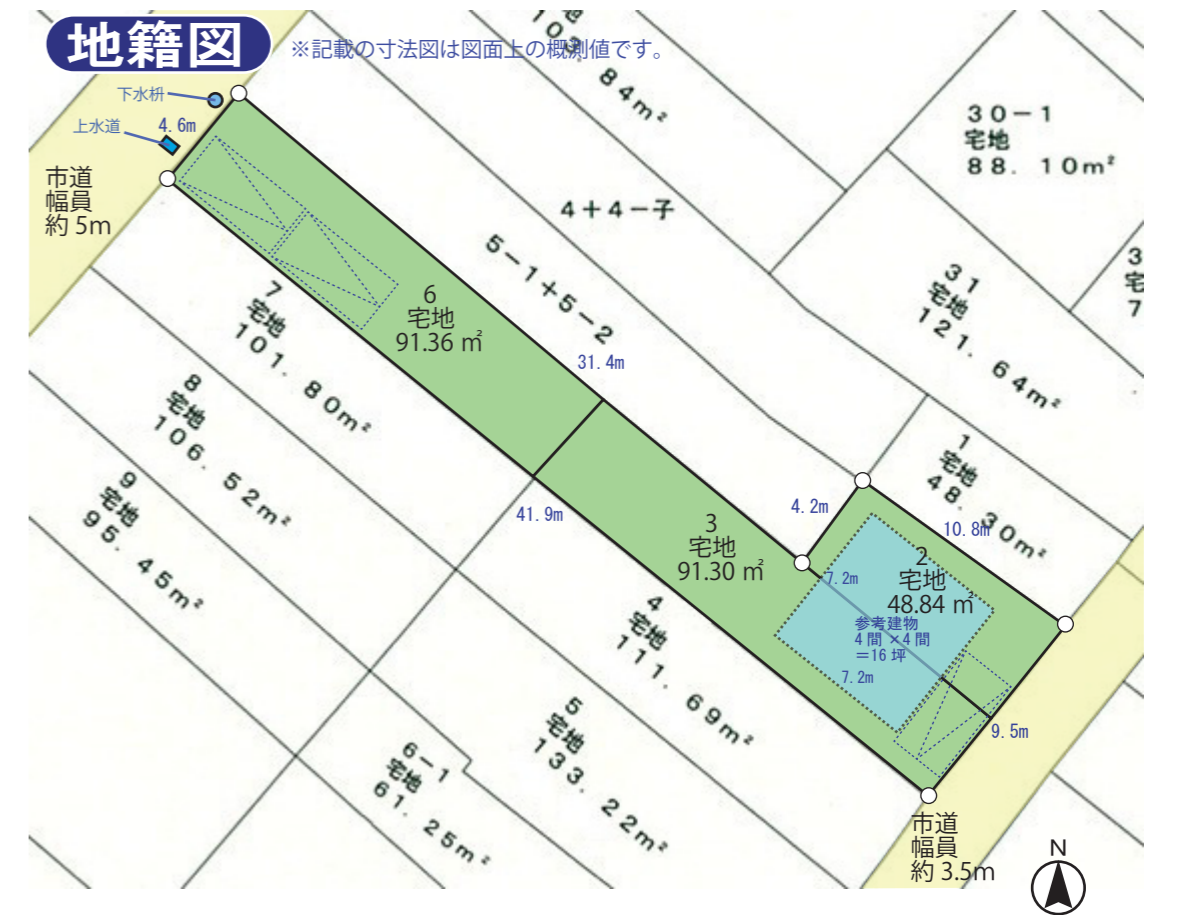 地籍図
※記載の寸法図は図面上の概測値です。
下水枡
上水道
4.6m
市道
幅員
約 5m
103. 84m²
30-1
宅地
88. 10m²
4+4-子
5-1+5-2
31
宅地
121. 64m²
3
宅
7
6
宅地
91.36 ㎡
7
宅地
101. 80m²
31.4m
8
宅地
106. 52m²
9
宅地
95. 45m²
41.9m
1
宅地
48. 30m²
4.2m
10.8m
3
宅地
91.30 ㎡
2
宅地
48.84 ㎡
7.2m
参考建物
4 間 ×4 間
＝16 坪
7.2m
9.5m
4
宅地
111. 69m²
5
宅地
133. 22m²
6-1
宅地
61. 25m²
市道
幅員
約 3.5m
N